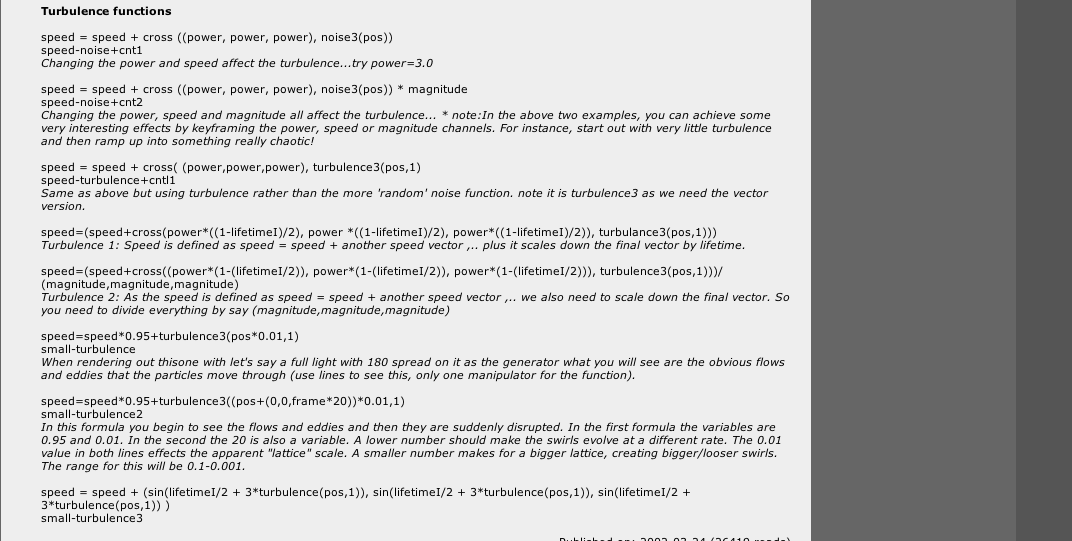 Turbulence functions
speed = speed + cross ((power, power, power), noise3(pos))
speed-noise+cnt1
Changing the power and speed affect the turbulence...try power=3.0
speed = speed + cross ((power, power, power), noise3(pos)) * magnitude
speed-noise+cnt2
Changing the power, speed and magnitude all affect the turbulence... * note:In the above two examples, you can achieve some
very interesting effects by keyframing the power, speed or magnitude channels. For instance, start out with very little turbulence
and then ramp up into something really chaotic!
speed = speed + cross( (power,power,power), turbulence3(pos,1)
speed-turbulence+cntl1
Same as above but using turbulence rather than the more 'random' noise function. note it is turbulence3 as we need the vector
version.
speed=(speed+cross(power*((1-lifetimeI)/2), power *((1-lifetimeI)/2), power*((1-lifetimeI)/2)), turbulance3(pos,1)))
Turbulence 1: Speed is defined as speed = speed + another speed vector ,.. plus it scales down the final vector by lifetime.
speed=(speed+cross((power*(1-(lifetimeI/2)), power*(1-(lifetimeI/2)), power*(1-(lifetimeI/2))), turbulence3(pos,1)))/
(magnitude,magnitude,magnitude)
Turbulence 2: As the speed is defined as speed = speed + another speed vector ,.. we also need to scale down the final vector. So
you need to divide everything by say (magnitude,magnitude,magnitude)
speed=speed*0.95+turbulence3(pos*0.01,1)
small-turbulence
When rendering out thisone with let's say a full light with 180 spread on it as the generator what you will see are the obvious flows
and eddies that the particles move through (use lines to see this, only one manipulator for the function).
speed=speed*0.95+turbulence3((pos+(0,0,frame*20))*0.01,1)
small-turbulence2
In this formula you begin to see the flows and eddies and then they are suddenly disrupted. In the first formula the variables are
0.95 and 0.01. In the second the 20 is also a variable. A lower number should make the swirls evolve at a different rate. The 0.01
value in both lines effects the apparent "lattice" scale. A smaller number makes for a bigger lattice, creating bigger/looser swirls.
The range for this will be 0.1-0.001.
speed = speed + (sin(lifetimeI/2 + 3*turbulence(pos,1)), sin(lifetimeI/2 + 3*turbulence(pos,1)), sin(lifetimeI/2 +
3*turbulence(pos,1)) )
small-turbulence3